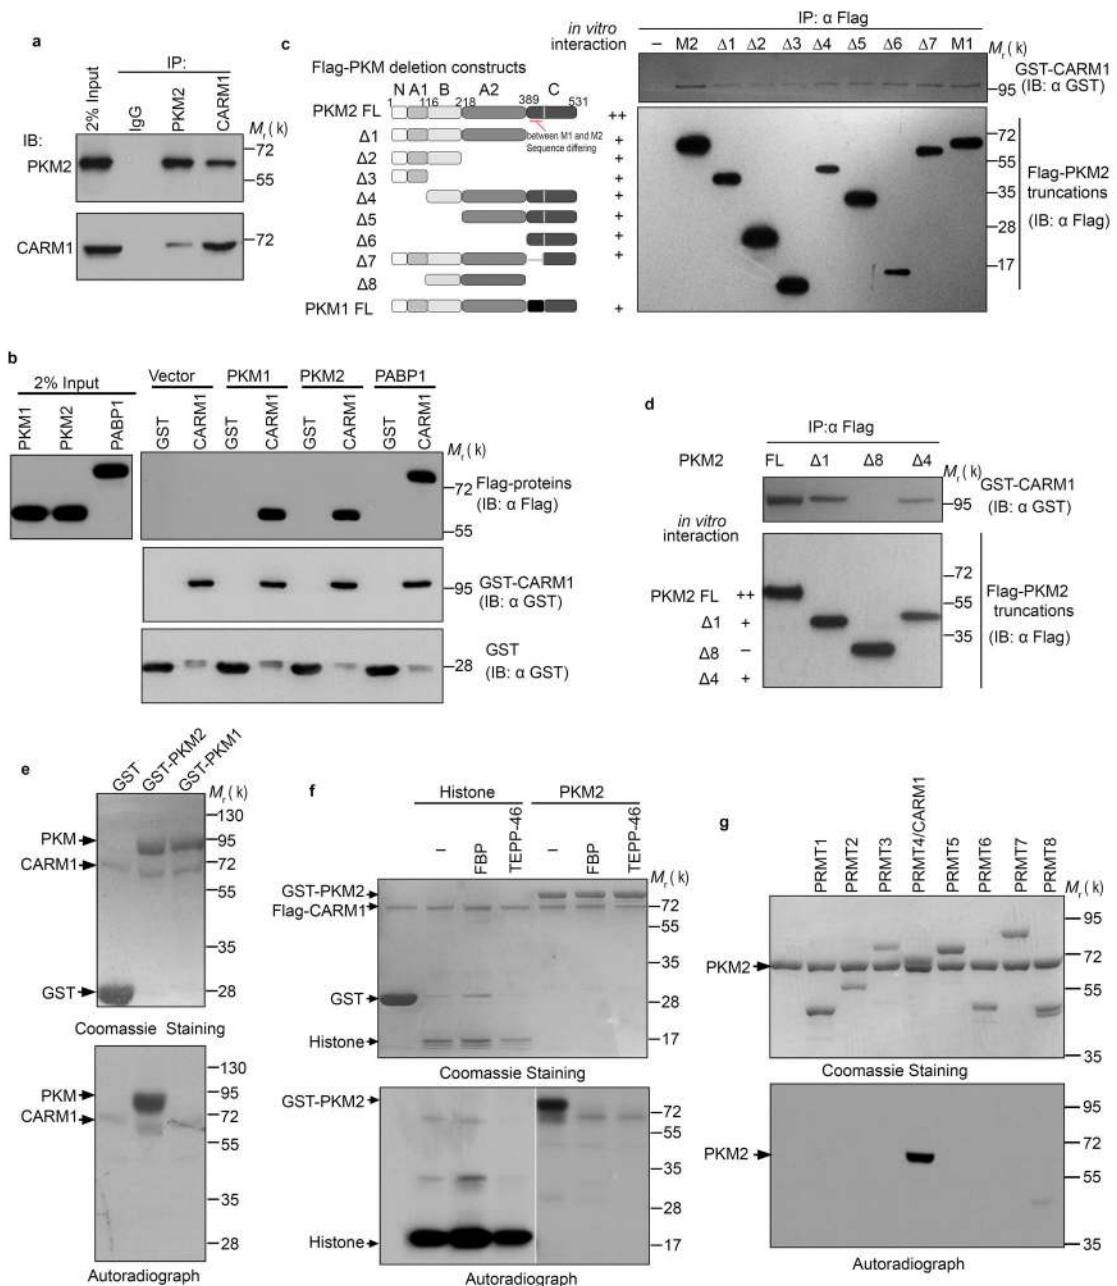 a
IP:
2% Input
IgG
PKM2
CARM1
IB:
Mr (k)
PKM2
72
55
CARM1
72
c
Flag-PKM deletion constructs
in vitro
interaction
N A1 B A2 C
1 116 218 389 531
PKM2 FL ++
between M1 and M2
Sequence differing
Δ1 +
Δ2 +
Δ3 +
Δ4 +
Δ5 +
Δ6 +
Δ7 +
Δ8
PKM1 FL +
IP: α Flag
– M2 Δ1 Δ2 Δ3 Δ4 Δ5 Δ6 Δ7 M1
Mr (k)
95
GST-CARM1
(IB: α GST)
72
55
35
28
17
Flag-PKM2
truncations
(IB: α Flag)
b
2% Input
PKM1
PKM2
PABP1
Vector PKM1 PKM2 PABP1
GST
CARM1
GST
CARM1
GST
CARM1
GST
CARM1
Mr (k)
72
55
Flag-proteins
(IB: α Flag)
95
GST-CARM1
(IB: α GST)
28
GST
(IB: α GST)
d
IP:α Flag
PKM2 FL Δ1 Δ8 Δ4
Mr (k)
95
GST-CARM1
(IB: α GST)
in vitro
interaction
PKM2 FL ++
Δ1 +
Δ8 –
Δ4 +
72
55
35
Flag-PKM2
truncations
(IB: α Flag)
e
GST
GST-PKM2
GST-PKM1
Mr (k)
130
95
72
55
35
28
PKM
CARM1
GST
Coomassie Staining
PKM
CARM1
130
95
72
55
35
28
Autoradiograph
f
Histone PKM2
–
FBP
TEPP-46
–
FBP
TEPP-46
Mr (k)
GST-PKM2
Flag-CARM1
GST
Histone
72
55
35
28
17
Coomassie Staining
GST-PKM2
Histone
72
55
35
28
17
Autoradiograph
g
PRMT1
PRMT2
PRMT3
PRMT4/CARM1
PRMT5
PRMT6
PRMT7
PRMT8
Mr (k)
PKM2
95
72
55
35
Coomassie Staining
PKM2
95
72
55
35
Autoradiograph